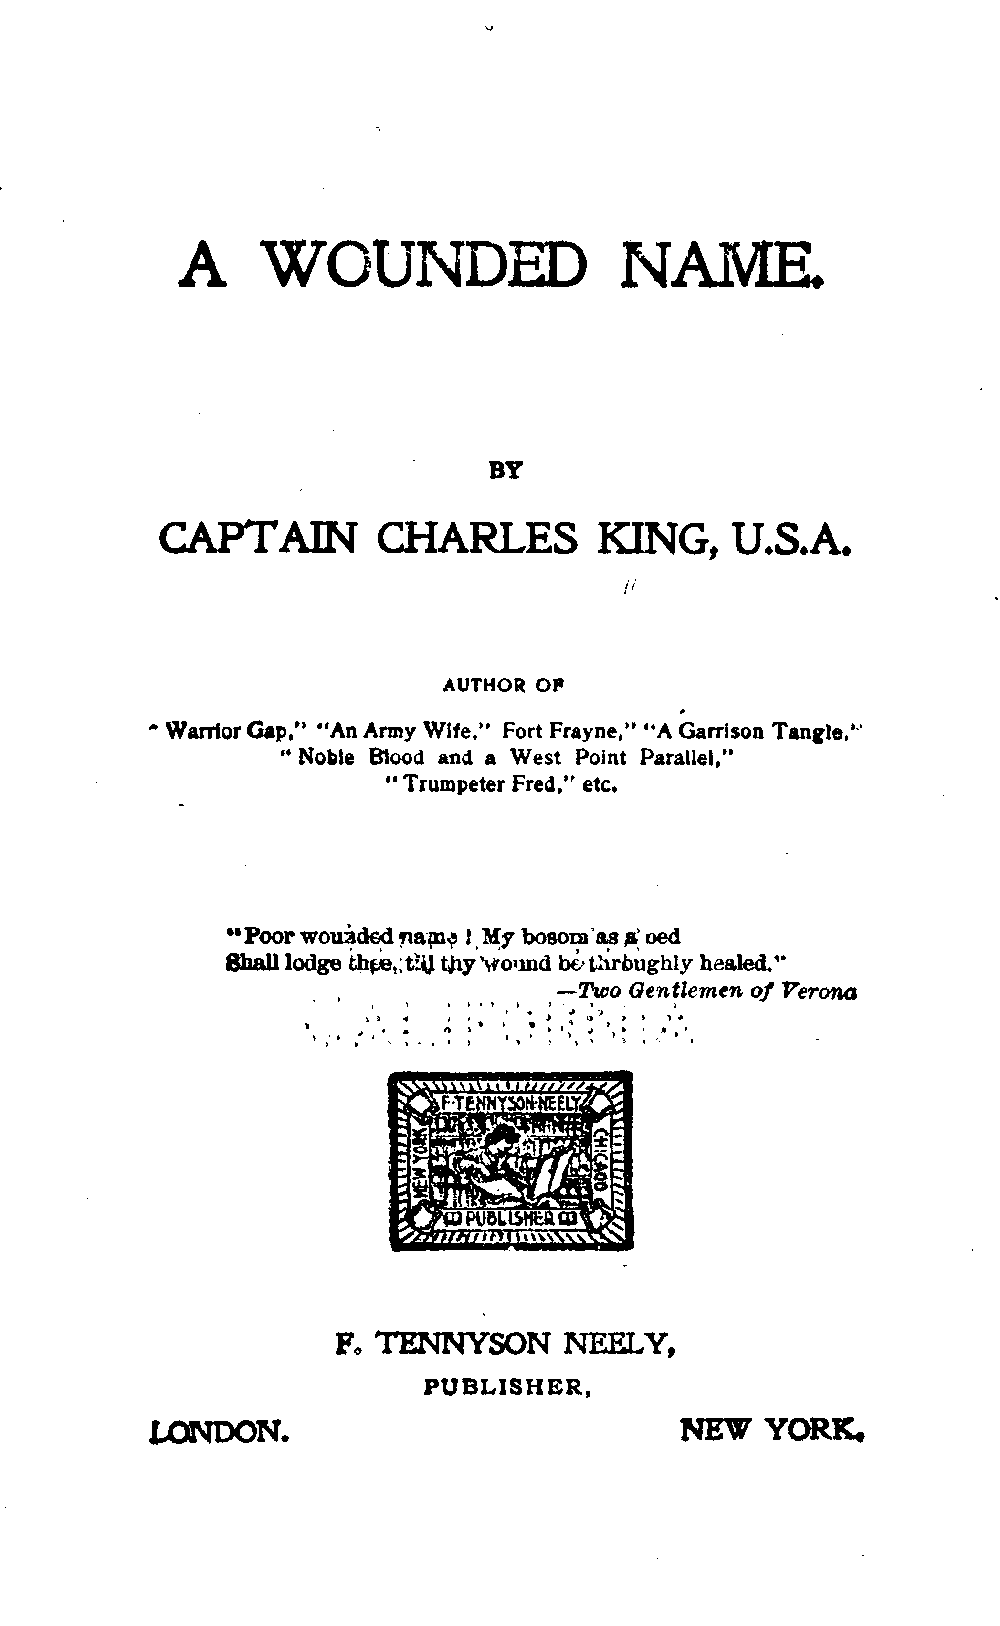 A WOUNDED NAME.
BY
CAPTAIN CHARLES KING, U.S.A.
AUTHOR OF
" Warrior Gap," "An Army Wife," Fort Frayne," "A Garrison Tangle,"
" Noble Blood and a West Point Parallel,"
" Trumpeter Fred," etc.
"Poor wounded name! My bosom as a oed
Shall lodge thee, till thy wound be throughly healed."
—Two Gentlemen of Verona
CALIFORNIA
F·TENNYSON·NEELY
NEW YORK
CHICAGO
PUBLISHER
F. TENNYSON NEELY,
PUBLISHER,
LONDON. NEW YORK.